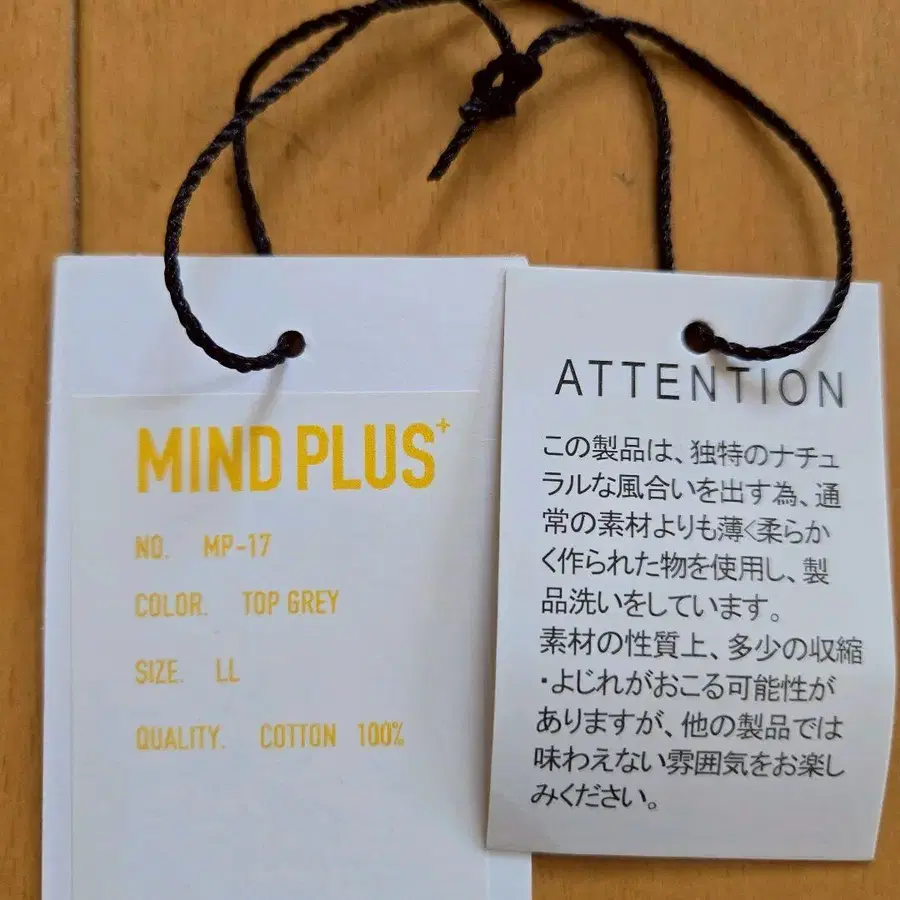 MIND PLUS+
NO. MP-17
COLOR. TOP GREY
SIZE. LL
QUALITY. COTTON 100%
ATTENTION
この製品は、独特のナチュ
ラルな風合いを出す為、通
常の素材よりも薄く柔らか
く作られた物を使用し、製
品洗いをしています。
素材の性質上、多少の収縮
・よじれがおこる可能性が
ありますが、他の製品では
味わえない雰囲気をお楽し
みください。